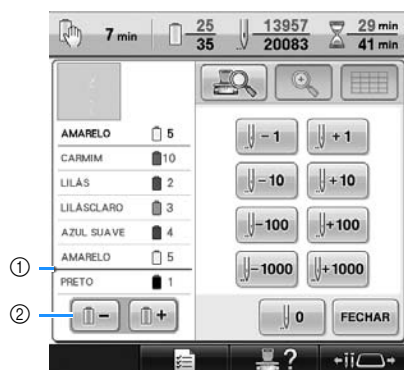 7 min 25 35 13957 20083 29 min 41 min
AMARELO 5
CARMIM 10
LILÁS 2
LILÁSCLARO 3
AZUL SUAVE 4
AMARELO 5
PRETO 1
① 
②
- 1 + 1
- 10 + 10
-100 +100
-1000 +1000
- +
0 FECHAR
?